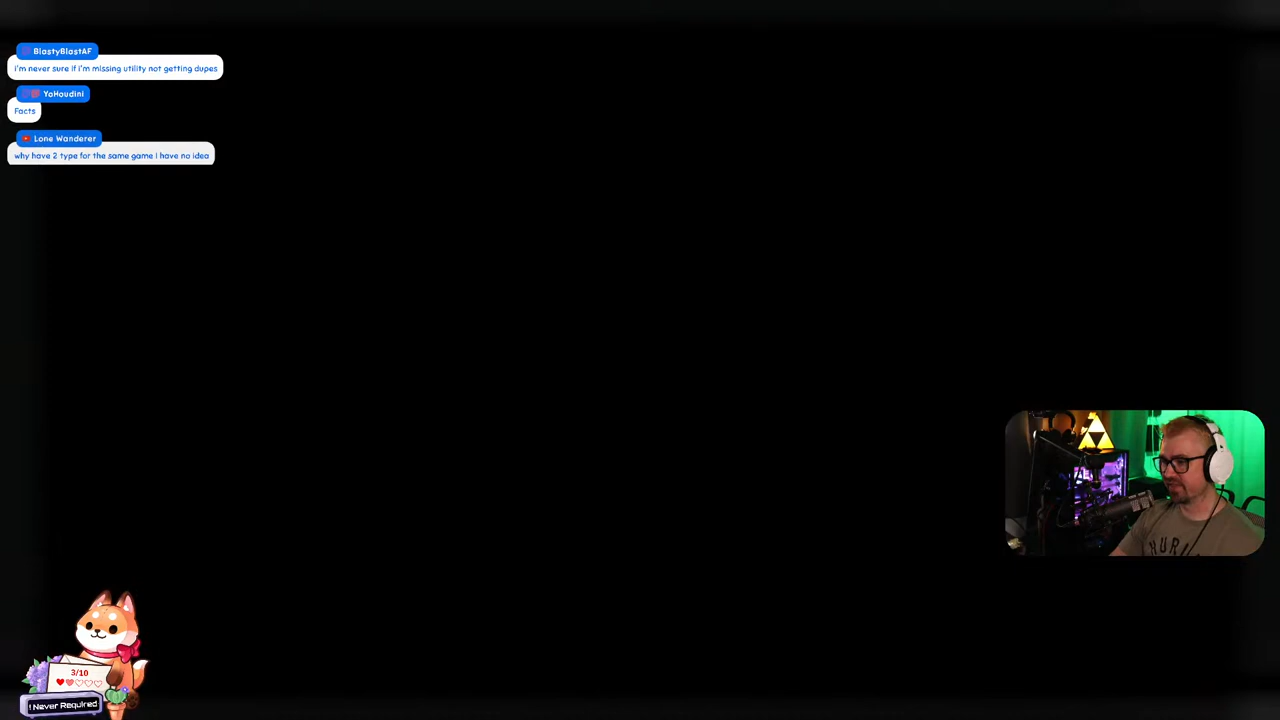 BlastyBlastAF
i'm never sure if i'm missing utility not getting dupes
YoHoudini
Facts
Lone Wanderer
why have 2 type for the same game I have no idea
HURL
3/10
! Never Required